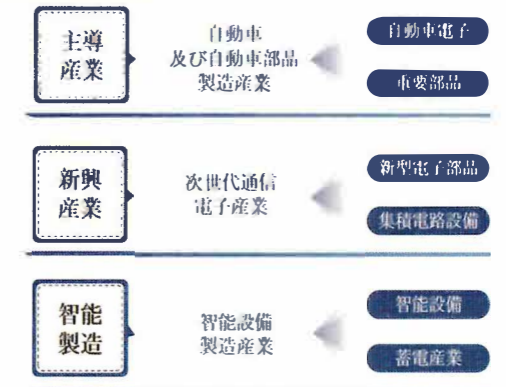 主導
産業
自動車
及び自動車部品
製造産業
自動車電子
重要部品
新興
産業
次世代通信
電子産業
新型電子部品
集積電路設備
智能
製造
智能設備
製造産業
智能設備
蓄電産業